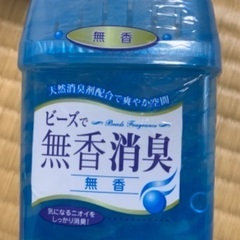 無香
天然消臭剤配合で爽やか空間
ビーズで
Beads Fragrance
無香消臭
無香
気になるニオイを
しっかり消臭!